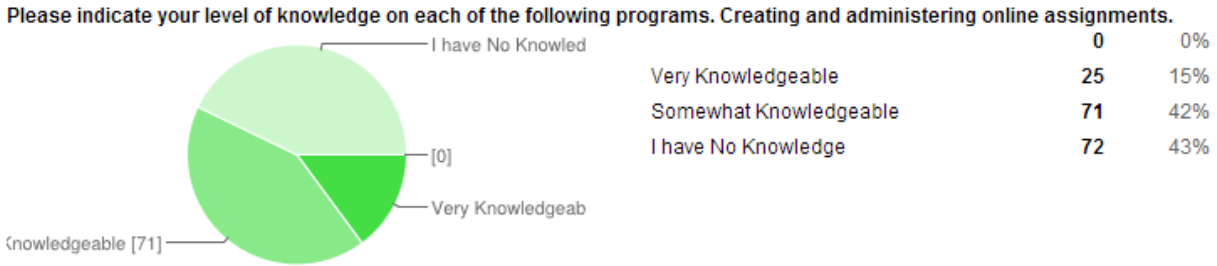 Please indicate your level of knowledge on each of the following programs. Creating and administering online assignments.
I have No Knowled
[0]
Very Knowledgeab
Knowledgeable [71]
0 0%
Very Knowledgeable 25 15%
Somewhat Knowledgeable 71 42%
I have No Knowledge 72 43%